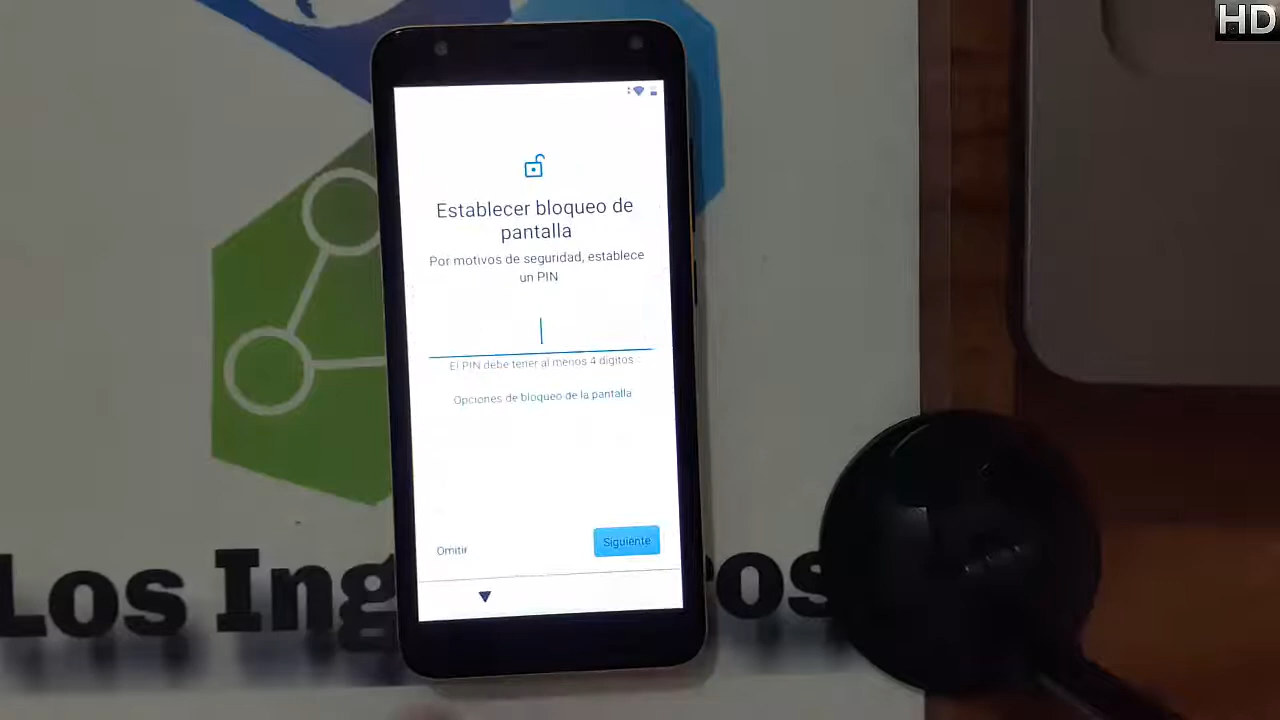 HD
Establecer bloqueo de
pantalla
Por motivos de seguridad, establece
un PIN
El PIN debe tener al menos 4 dígitos
Opciones de bloqueo de la pantalla
Omitir
Siguiente
Los Ing ros